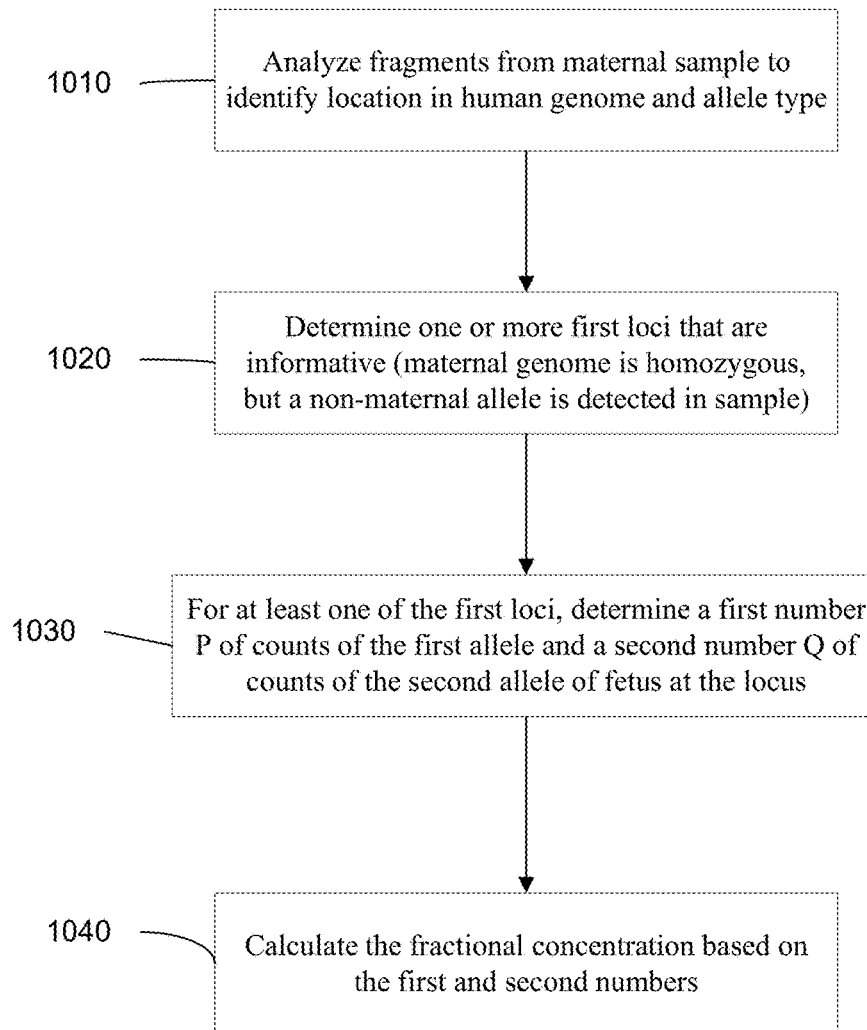 1010
Analyze fragments from maternal sample to
identify location in human genome and allele type
1020
Determine one or more first loci that are
informative (maternal genome is homozygous,
but a non-maternal allele is detected in sample)
1030
For at least one of the first loci, determine a first number
P of counts of the first allele and a second number Q of
counts of the second allele of fetus at the locus
1040
Calculate the fractional concentration based on
the first and second numbers